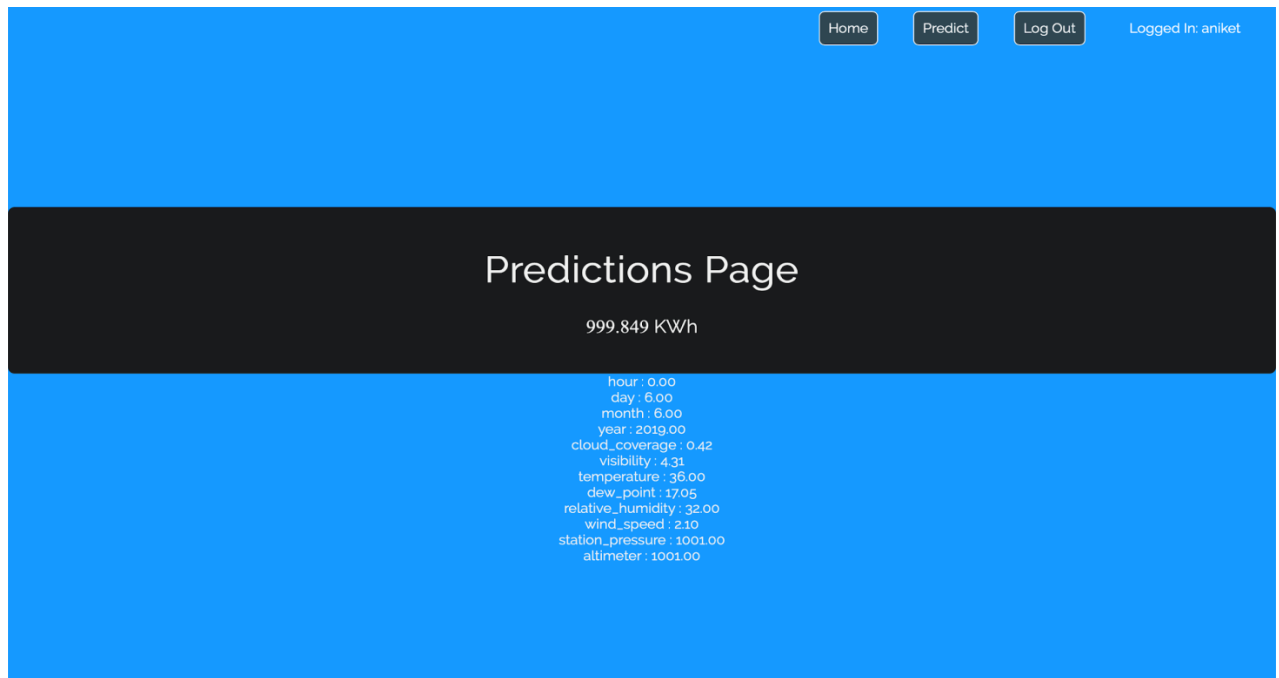 Home Predict Log Out Logged In: aniket
Predictions Page
999.849 KWh
hour : 0.00
day : 6.00
month : 6.00
year : 2019.00
cloud_coverage : 0.42
visibility : 4.31
temperature : 36.00
dew_point : 17.05
relative_humidity : 32.00
wind_speed : 2.10
station_pressure : 1001.00
altimeter : 1001.00